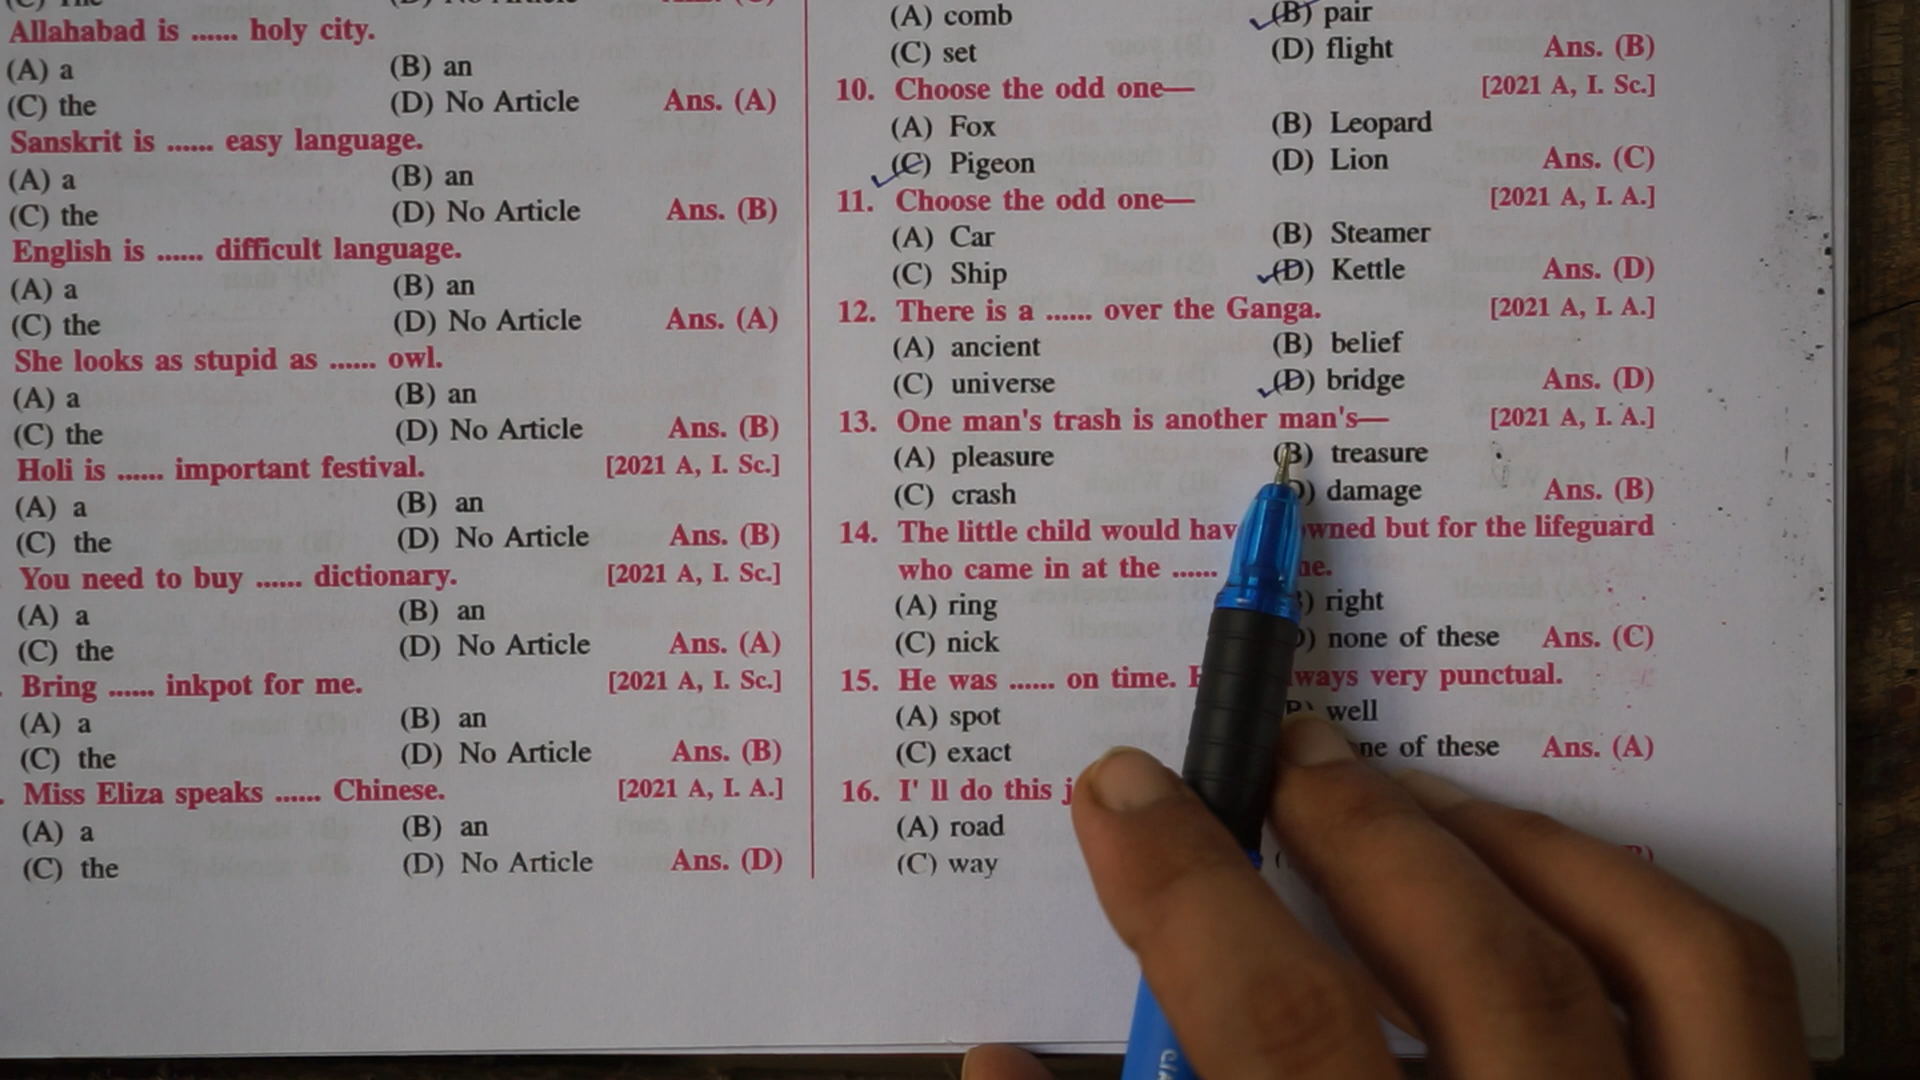 Allahabad is ...... holy city.
(A) a (B) an
(C) the (D) No Article Ans. (A)
Sanskrit is ...... easy language.
(A) a (B) an
(C) the (D) No Article Ans. (B)
English is ...... difficult language.
(A) a (B) an
(C) the (D) No Article Ans. (A)
She looks as stupid as ...... owl.
(A) a (B) an
(C) the (D) No Article Ans. (B)
Holi is ...... important festival. [2021 A, I. Sc.]
(A) a (B) an
(C) the (D) No Article Ans. (B)
You need to buy ...... dictionary. [2021 A, I. Sc.]
(A) a (B) an
(C) the (D) No Article Ans. (A)
Bring ...... inkpot for me. [2021 A, I. Sc.]
(A) a (B) an
(C) the (D) No Article Ans. (B)
Miss Eliza speaks ...... Chinese. [2021 A, I. A.]
(A) a (B) an
(C) the (D) No Article Ans. (D)
(A) comb (B) pair
(C) set (D) flight Ans. (B)
10. Choose the odd one— [2021 A, I. Sc.]
(A) Fox (B) Leopard
(C) Pigeon (D) Lion Ans. (C)
11. Choose the odd one— [2021 A, I. A.]
(A) Car (B) Steamer
(C) Ship (D) Kettle Ans. (D)
12. There is a ...... over the Ganga. [2021 A, I. A.]
(A) ancient (B) belief
(C) universe (D) bridge Ans. (D)
13. One man's trash is another man's— [2021 A, I. A.]
(A) pleasure (B) treasure
(C) crash damage Ans. (B)
14. The little child would but for the lifeguard
who came in at the ......
(A) ring right
(C) nick none of these Ans. (C)
15. He was ...... on time. very punctual.
(A) spot well
(C) exact of these Ans. (A)
16. I' ll do this
(A) road
(C) way